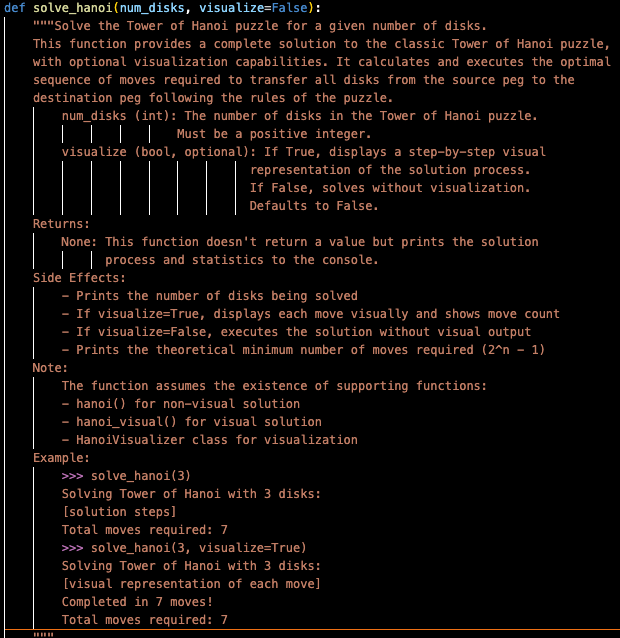 def solve_hanoi(num_disks, visualize=False):
"""Solve the Tower of Hanoi puzzle for a given number of disks.
This function provides a complete solution to the classic Tower of Hanoi puzzle,
with optional visualization capabilities. It calculates and executes the optimal
sequence of moves required to transfer all disks from the source peg to the
destination peg following the rules of the puzzle.
num_disks (int): The number of disks in the Tower of Hanoi puzzle.
Must be a positive integer.
visualize (bool, optional): If True, displays a step-by-step visual
representation of the solution process.
If False, solves without visualization.
Defaults to False.
Returns:
None: This function doesn't return a value but prints the solution
process and statistics to the console.
Side Effects:
- Prints the number of disks being solved
- If visualize=True, displays each move visually and shows move count
- If visualize=False, executes the solution without visual output
- Prints the theoretical minimum number of moves required (2^n - 1)
Note:
The function assumes the existence of supporting functions:
- hanoi() for non-visual solution
- hanoi_visual() for visual solution
- HanoiVisualizer class for visualization
Example:
>>> solve_hanoi(3)
Solving Tower of Hanoi with 3 disks:
[solution steps]
Total moves required: 7
>>> solve_hanoi(3, visualize=True)
Solving Tower of Hanoi with 3 disks:
[visual representation of each move]
Completed in 7 moves!
Total moves required: 7
"""